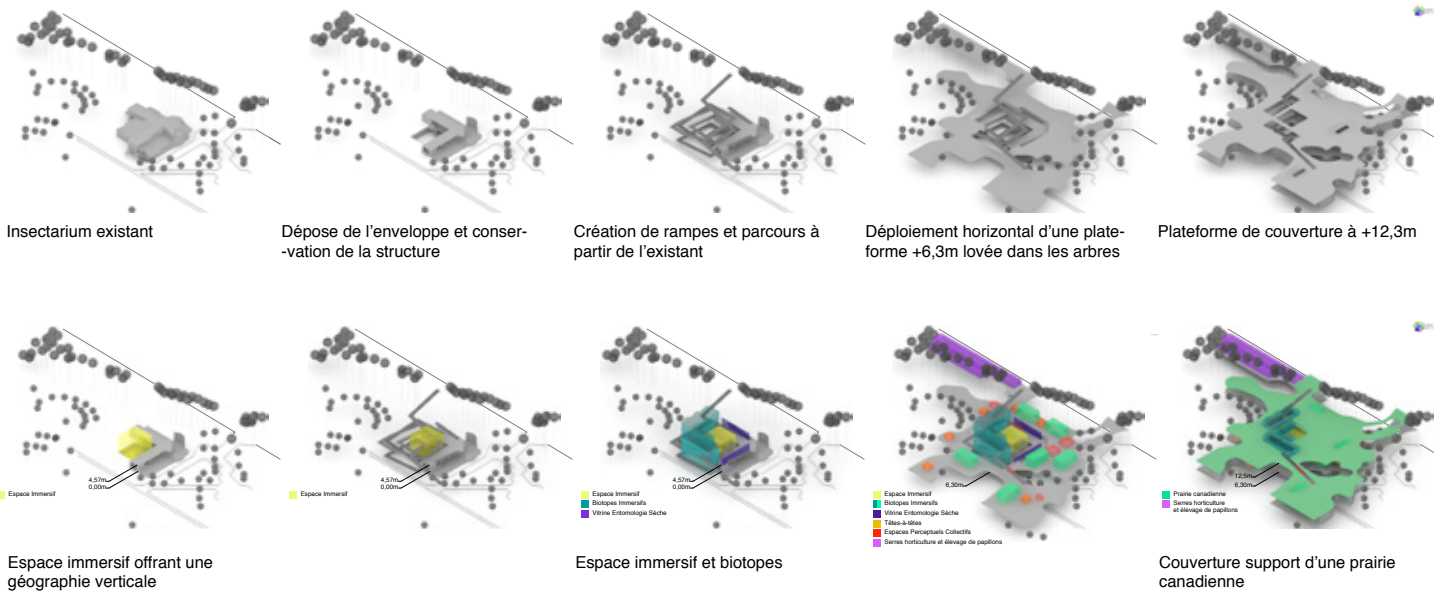 Insectarium existant
Dépose de l'enveloppe et conser-
-vation de la structure
Création de rampes et parcours à
partir de l'existant
Déploiement horizontal d'une plate-
forme +6,3m lovée dans les arbres
Plateforme de couverture à +12,3m
4,57m
0,00m
Espace Immersif
4,57m
0,00m
Espace Immersif
4,57m
0,00m
Espace Immersif
Biotopes Immersifs
Vitrine Entomologie Sèche
6,30m
Espace Immersif
Biotopes Immersifs
Vitrine Entomologie Sèche
Têtes-à-têtes
Espaces Perceptuels Collectifs
Serres horticulture et élevage de papillons
12,5m
6,30m
Prairie canadienne
Serres horticulture
et élevage de papillons
Espace immersif offrant une
géographie verticale
Espace immersif et biotopes
Couverture support d'une prairie
canadienne